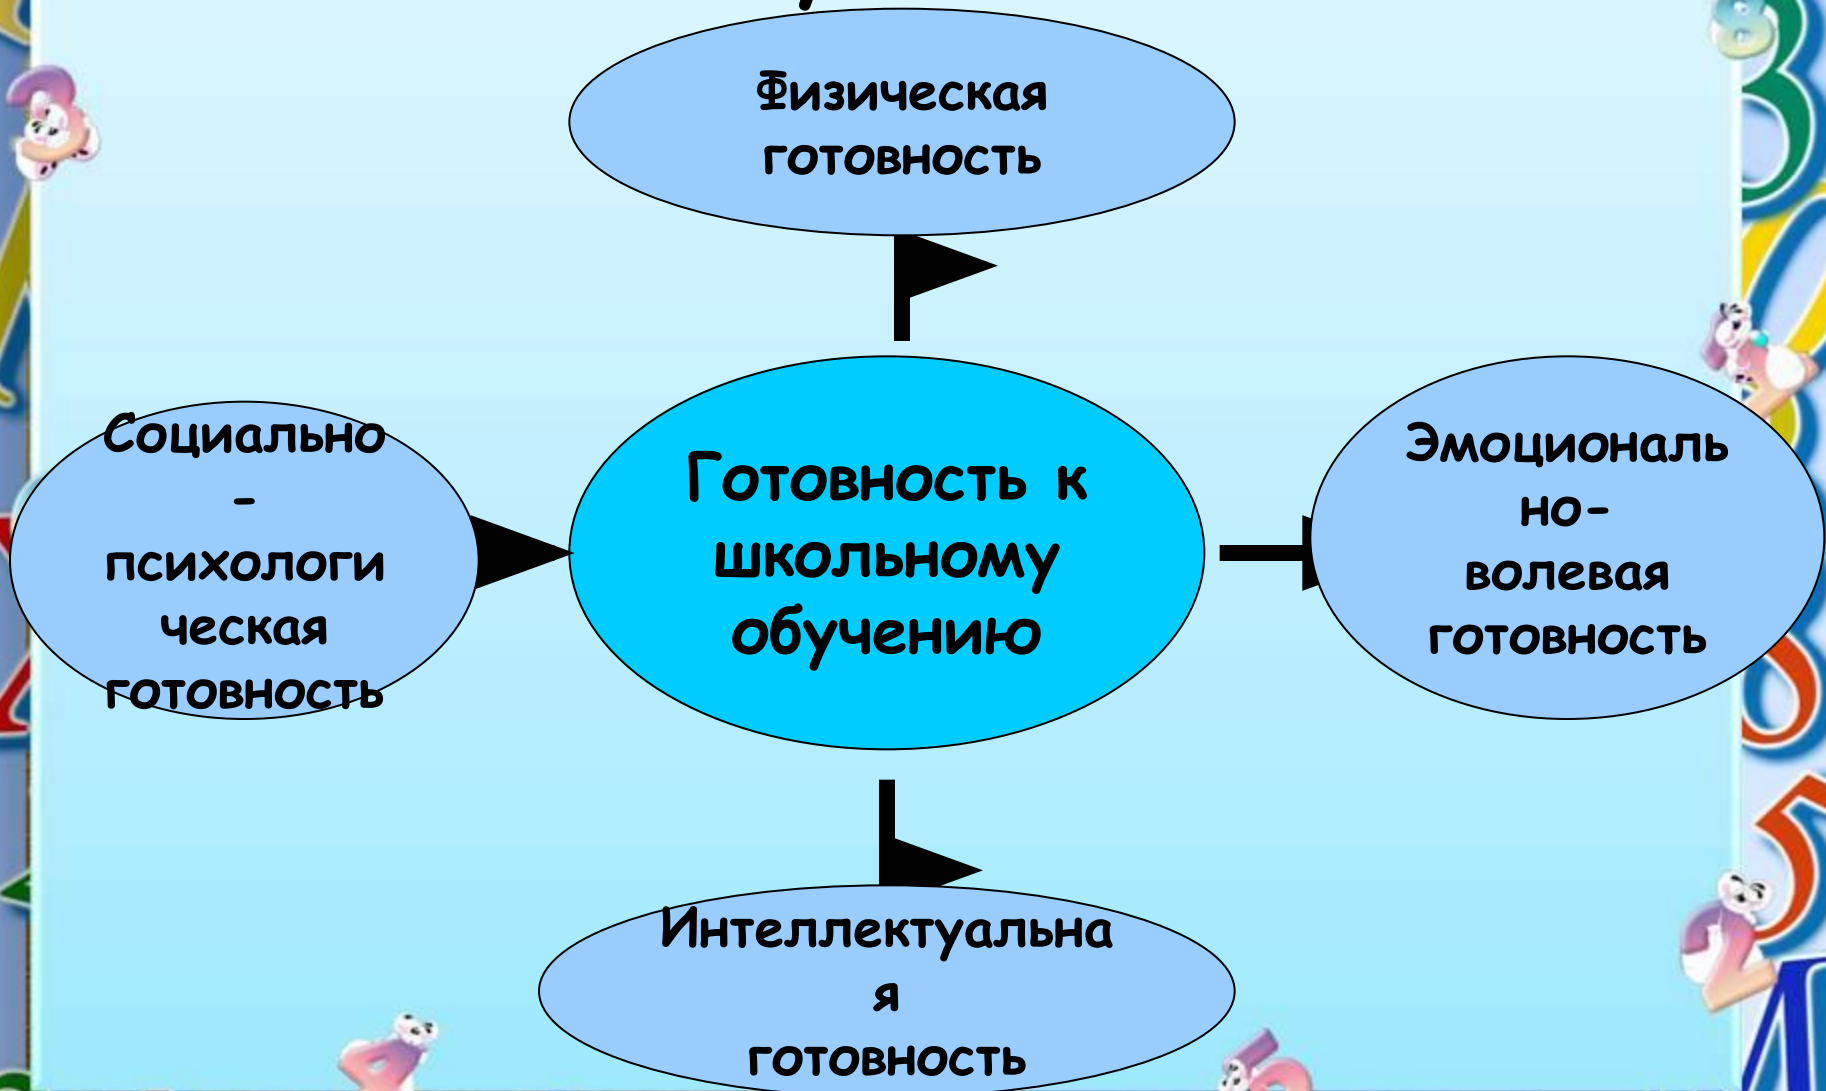 Физическая
готовность
Социально
-
психологи
ческая
готовность
Готовность к
школьному
обучению
Эмоциональ
но-
волевая
готовность
Интеллектуальна
я
готовность